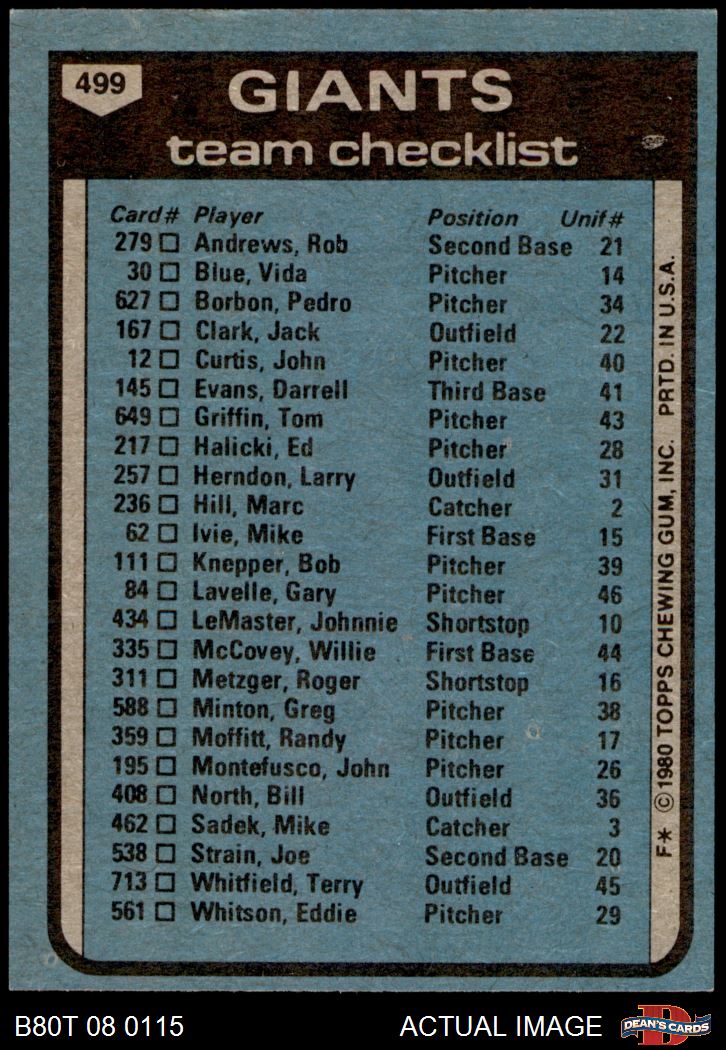 499
GIANTS
team checklist
Card# Player Position Unif#
279 □ Andrews, Rob Second Base 21
30 □ Blue, Vida Pitcher 14
627 □ Borbon, Pedro Pitcher 34
167 □ Clark, Jack Outfield 22
12 □ Curtis, John Pitcher 40
145 □ Evans, Darrell Third Base 41
649 □ Griffin, Tom Pitcher 43
217 □ Halicki, Ed Pitcher 28
257 □ Herndon, Larry Outfield 31
236 □ Hill, Marc Catcher 2
62 □ Ivie, Mike First Base 15
111 □ Knepper, Bob Pitcher 39
84 □ Lavelle, Gary Pitcher 46
434 □ LeMaster, Johnnie Shortstop 10
335 □ McCovey, Willie First Base 44
311 □ Metzger, Roger Shortstop 16
588 □ Minton, Greg Pitcher 38
359 □ Moffitt, Randy Pitcher 17
195 □ Montefusco, John Pitcher 26
408 □ North, Bill Outfield 36
462 □ Sadek, Mike Catcher 3
538 □ Strain, Joe Second Base 20
713 □ Whitfield, Terry Outfield 45
561 □ Whitson, Eddie Pitcher 29
F* © 1980 TOPPS CHEWING GUM, INC. PRTD. IN U.S.A.
B80T 08 0115 ACTUAL IMAGE
D
DEAN'S CARDS